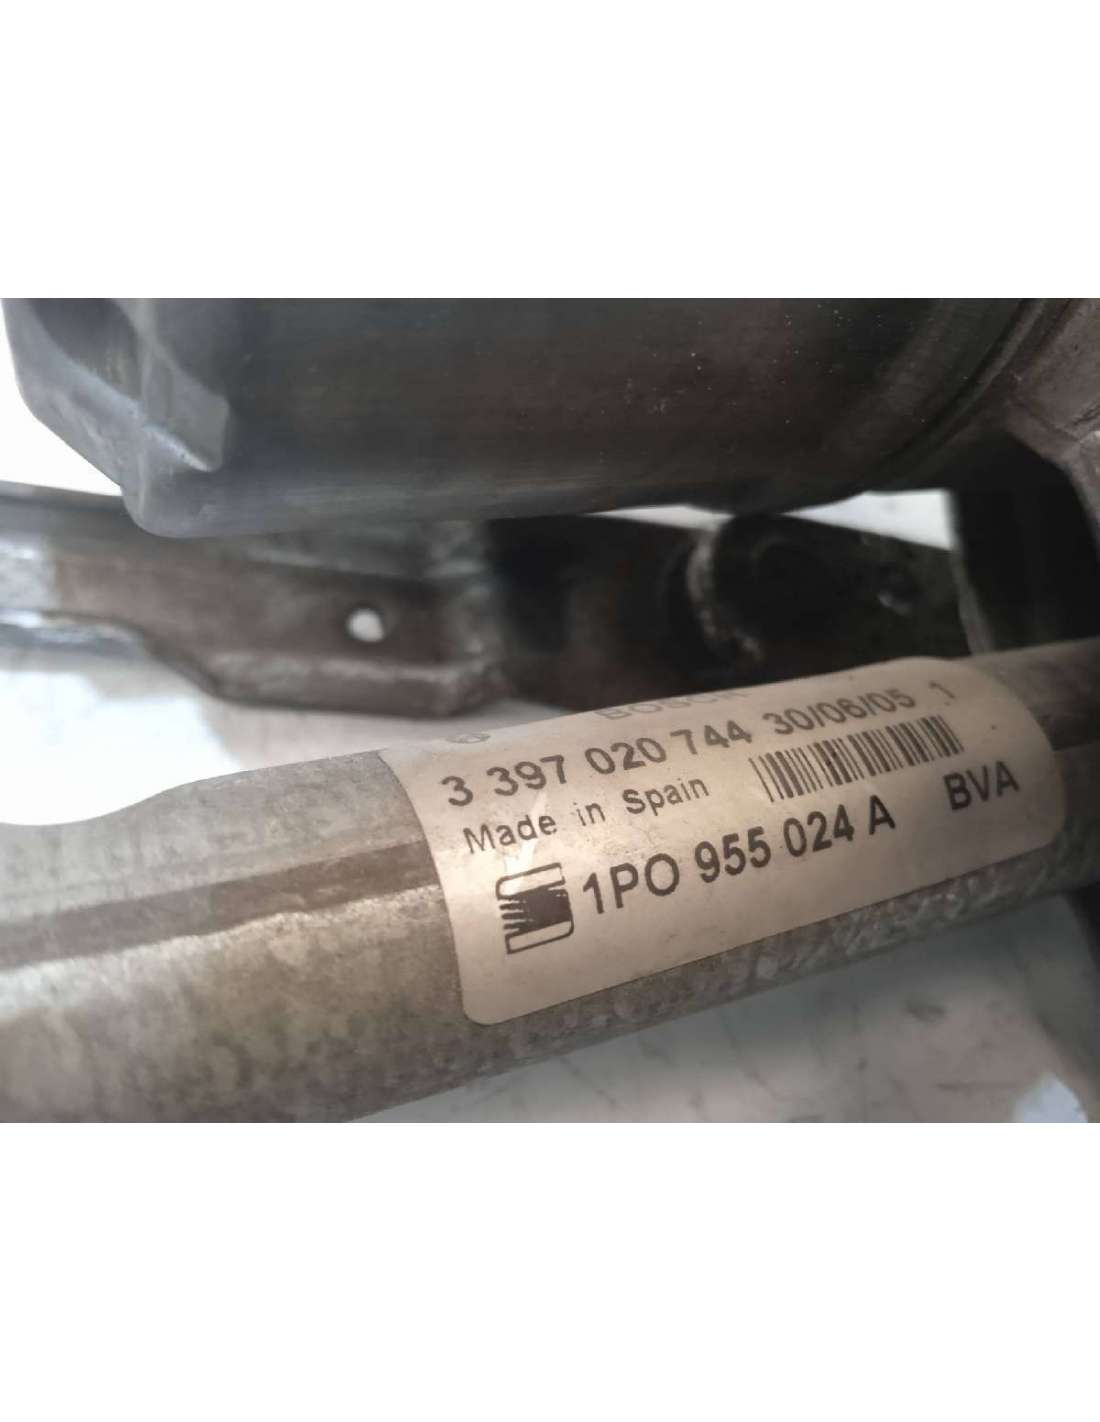 BOSCH
3 397 020 744 30/06/05 1
Made in Spain
1PO 955 024 A BVA